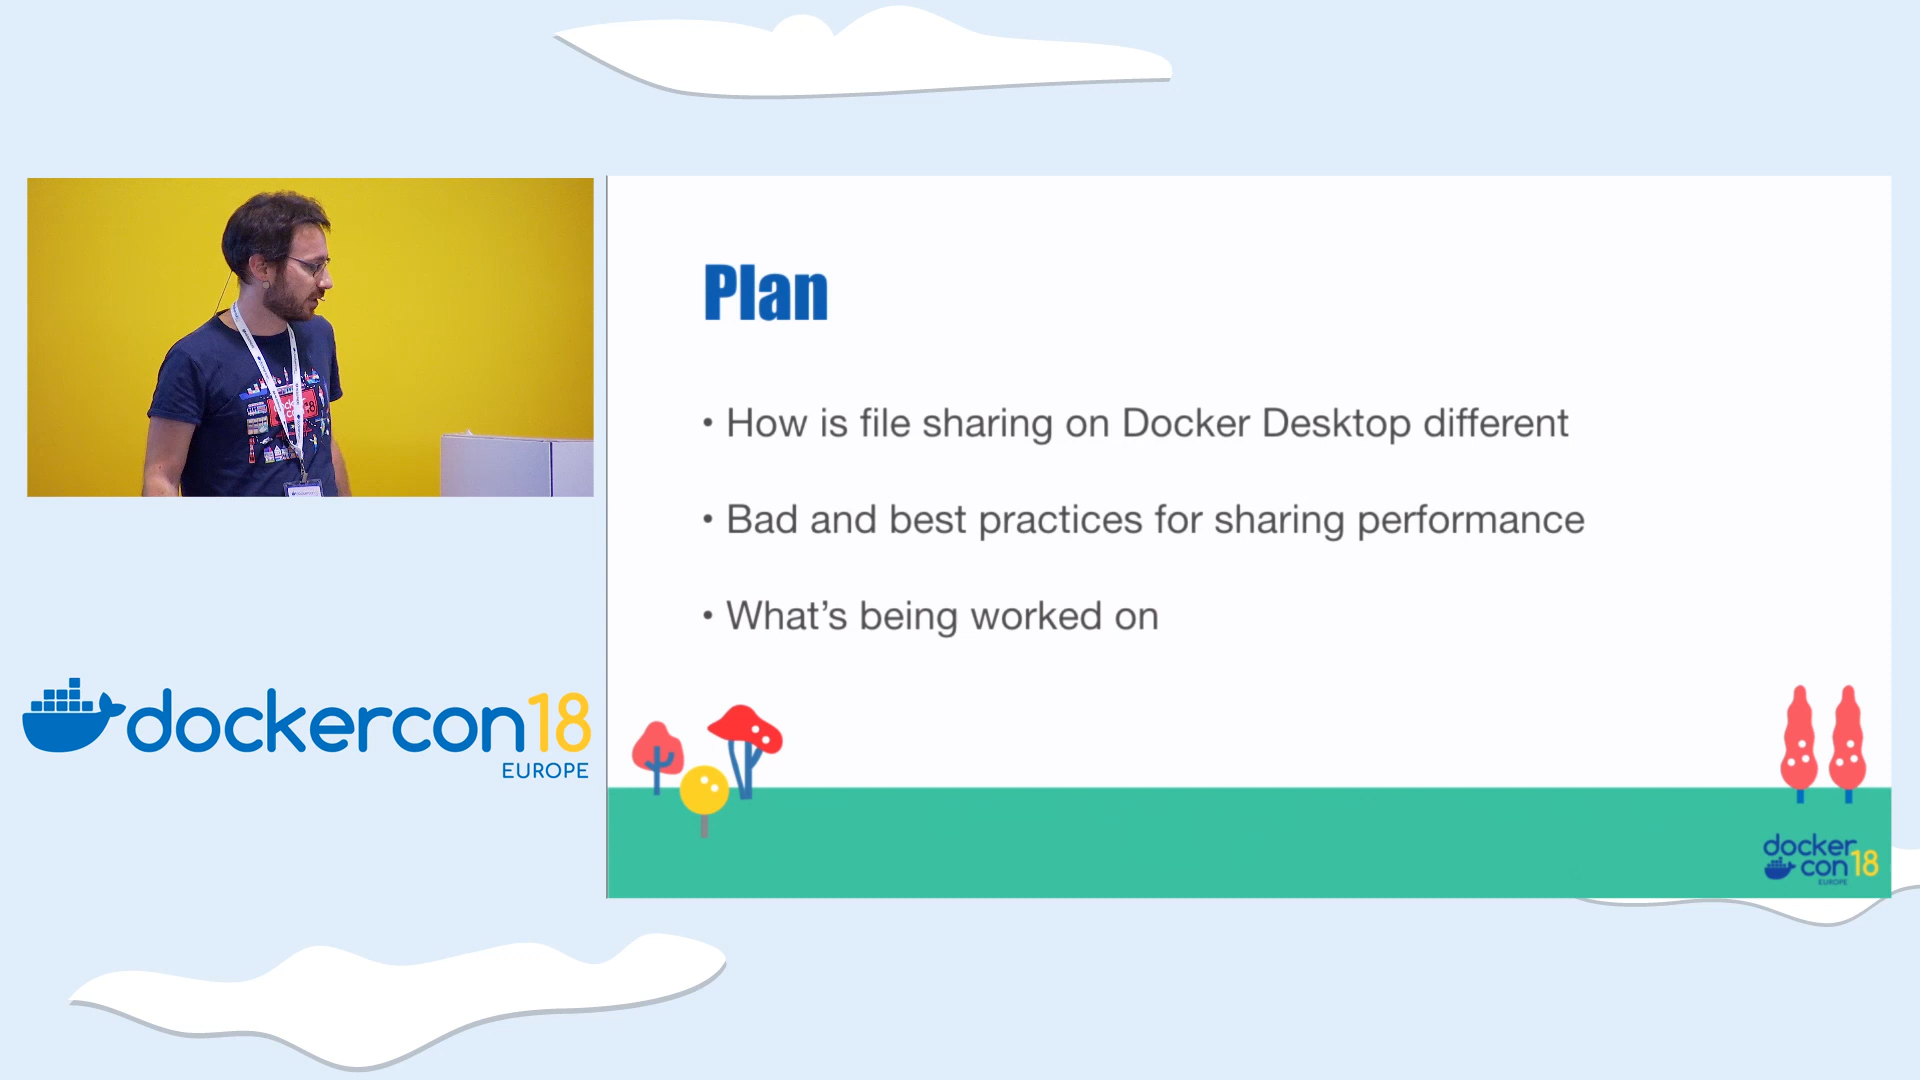 Plan
• How is file sharing on Docker Desktop different
• Bad and best practices for sharing performance
• What's being worked on
dockercon18
EUROPE
docker
con18
EUROPE